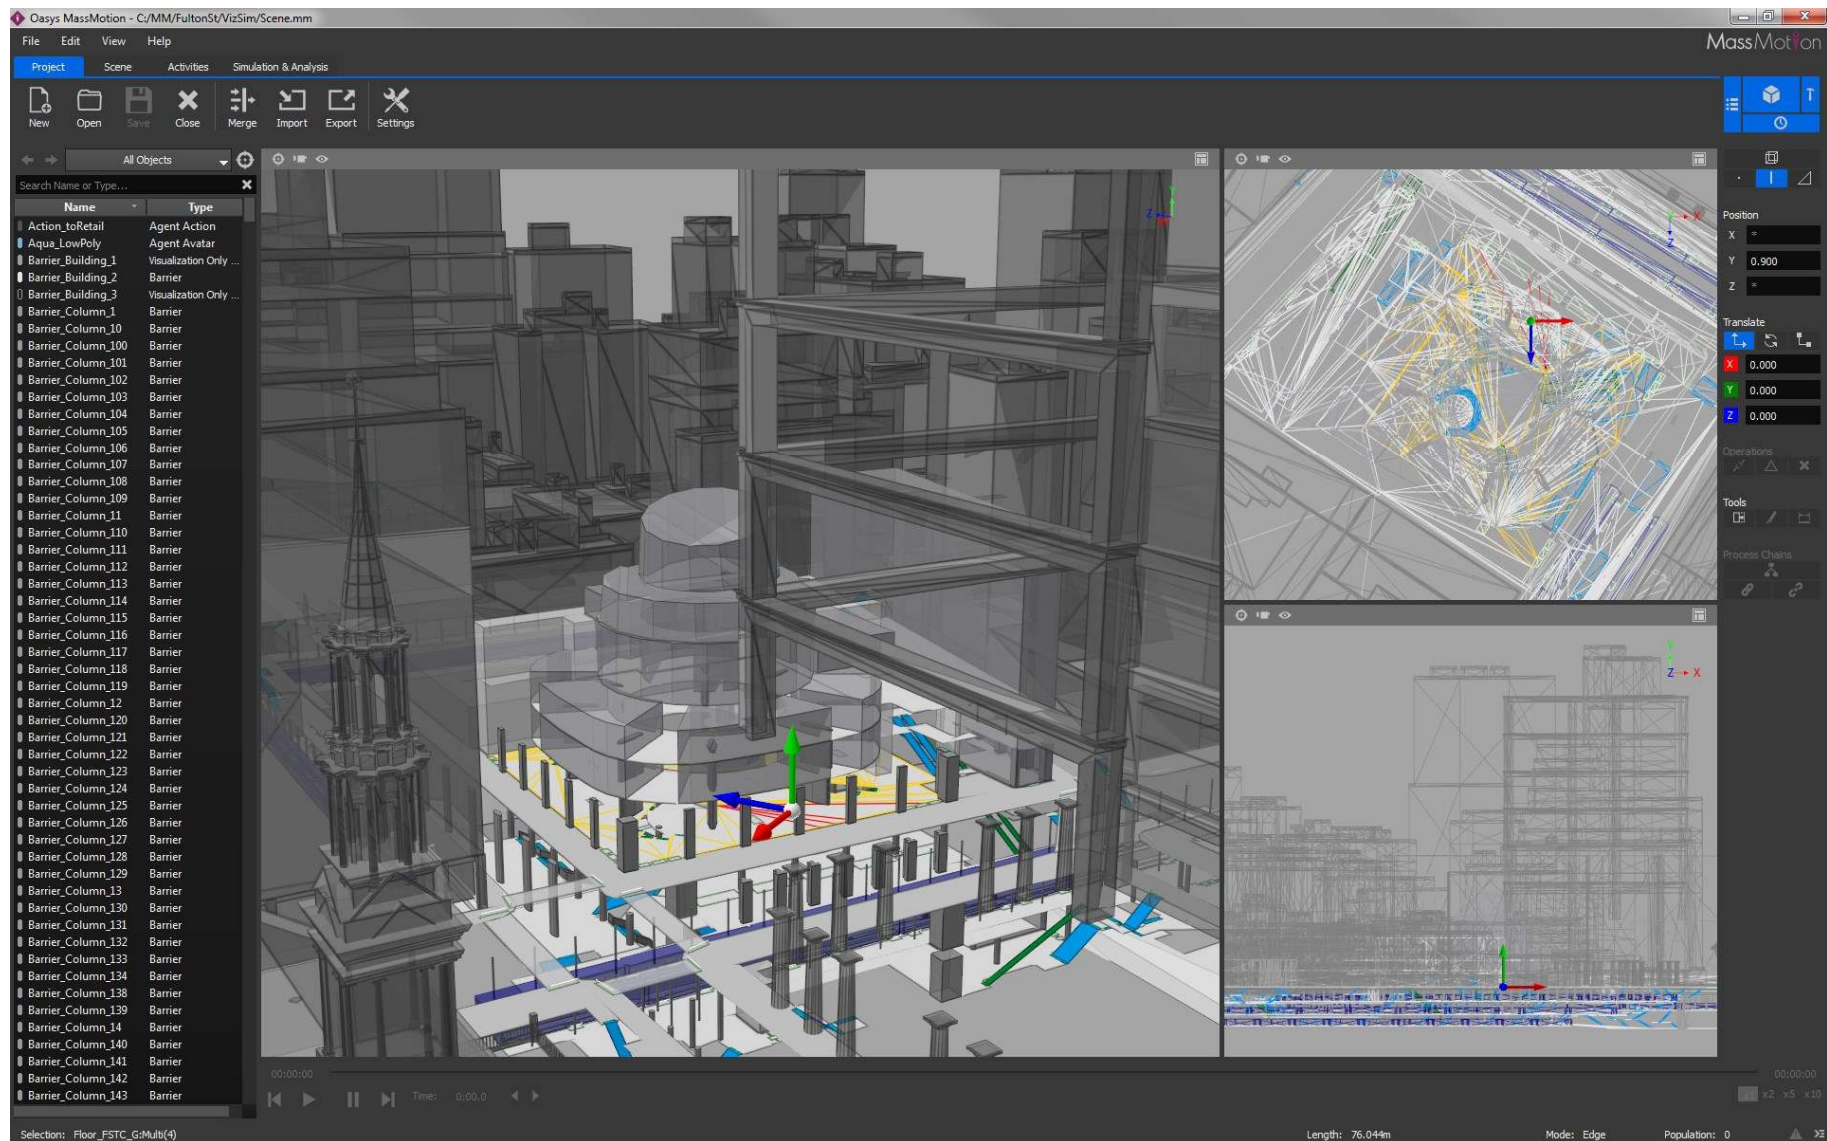 Oasys MassMotion - C:/MM/FultonSt/VizSim/Scene.mm
File Edit View Help
MassMotion
Project Scene Activities Simulation & Analysis
New Open Save Close Merge Import Export Settings
All Objects
Search Name or Type...
Name Type
Action_toRetail Agent Action
Aqua_LowPoly Agent Avatar
Barrier_Building_1 Visualization Only ...
Barrier_Building_2 Barrier
Barrier_Building_3 Visualization Only ...
Barrier_Column_1 Barrier
Barrier_Column_10 Barrier
Barrier_Column_100 Barrier
Barrier_Column_101 Barrier
Barrier_Column_102 Barrier
Barrier_Column_103 Barrier
Barrier_Column_104 Barrier
Barrier_Column_105 Barrier
Barrier_Column_106 Barrier
Barrier_Column_107 Barrier
Barrier_Column_108 Barrier
Barrier_Column_109 Barrier
Barrier_Column_11 Barrier
Barrier_Column_110 Barrier
Barrier_Column_111 Barrier
Barrier_Column_112 Barrier
Barrier_Column_113 Barrier
Barrier_Column_114 Barrier
Barrier_Column_115 Barrier
Barrier_Column_116 Barrier
Barrier_Column_117 Barrier
Barrier_Column_118 Barrier
Barrier_Column_119 Barrier
Barrier_Column_12 Barrier
Barrier_Column_120 Barrier
Barrier_Column_121 Barrier
Barrier_Column_122 Barrier
Barrier_Column_123 Barrier
Barrier_Column_124 Barrier
Barrier_Column_125 Barrier
Barrier_Column_126 Barrier
Barrier_Column_127 Barrier
Barrier_Column_128 Barrier
Barrier_Column_129 Barrier
Barrier_Column_13 Barrier
Barrier_Column_130 Barrier
Barrier_Column_131 Barrier
Barrier_Column_132 Barrier
Barrier_Column_133 Barrier
Barrier_Column_134 Barrier
Barrier_Column_138 Barrier
Barrier_Column_139 Barrier
Barrier_Column_14 Barrier
Barrier_Column_140 Barrier
Barrier_Column_141 Barrier
Barrier_Column_142 Barrier
Barrier_Column_143 Barrier
Y
Z
Y X
Z
Y
Z X
Position
X *
Y 0.900
Z *
Translate
X 0.000
Y 0.000
Z 0.000
Operations
Tools
Process Chains
00:00:00 00:00:00
Time: 0:00.0 x2 x5 x10
Selection: Floor_FSTC_G:Multi(4) Length: 76.044m Mode: Edge Population: 0